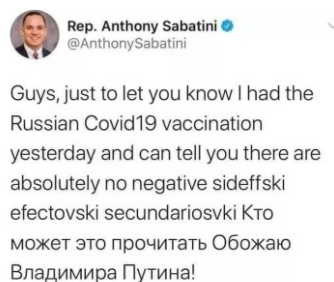 Rep. Anthony Sabatini
@AnthonySabatini
Guys, just to let you know I had the
Russian Covid19 vaccination
yesterday and can tell you there are
absolutely no negative sideffski
efectovski secundariosvki Кто
может это прочитать Обожаю
Владимира Путина!